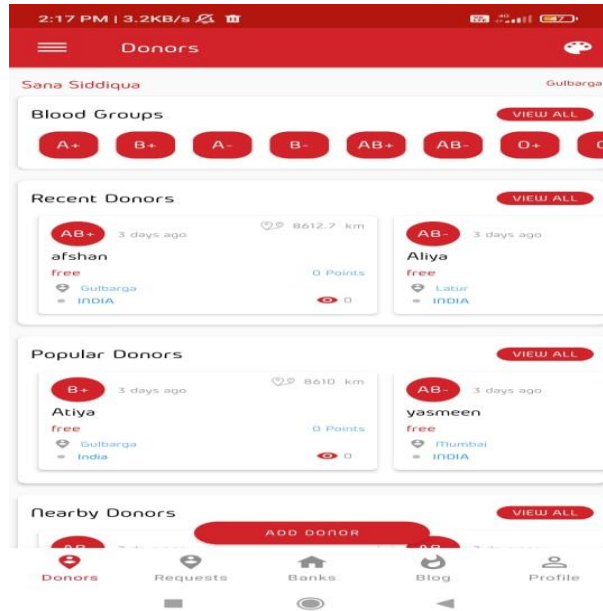 2:17 PM | 3.2KB/s
Donors
Sana Siddiqua Gulbarga
Blood Groups VIEW ALL
A+ B+ A- B- AB+ AB- O+
Recent Donors VIEW ALL
AB+ 3 days ago 8612.7 km AB- 3 days ago
afshan Aliya
free 0 Points free
Gulbarga Latur
INDIA 0 INDIA
Popular Donors VIEW ALL
B+ 3 days ago 8610 km AB- 3 days ago
Atiya yasmeen
free 0 Points free
Gulbarga Mumbai
India 0 INDIA
Nearby Donors VIEW ALL
ADD DONOR
Donors Requests Banks Blog Profile